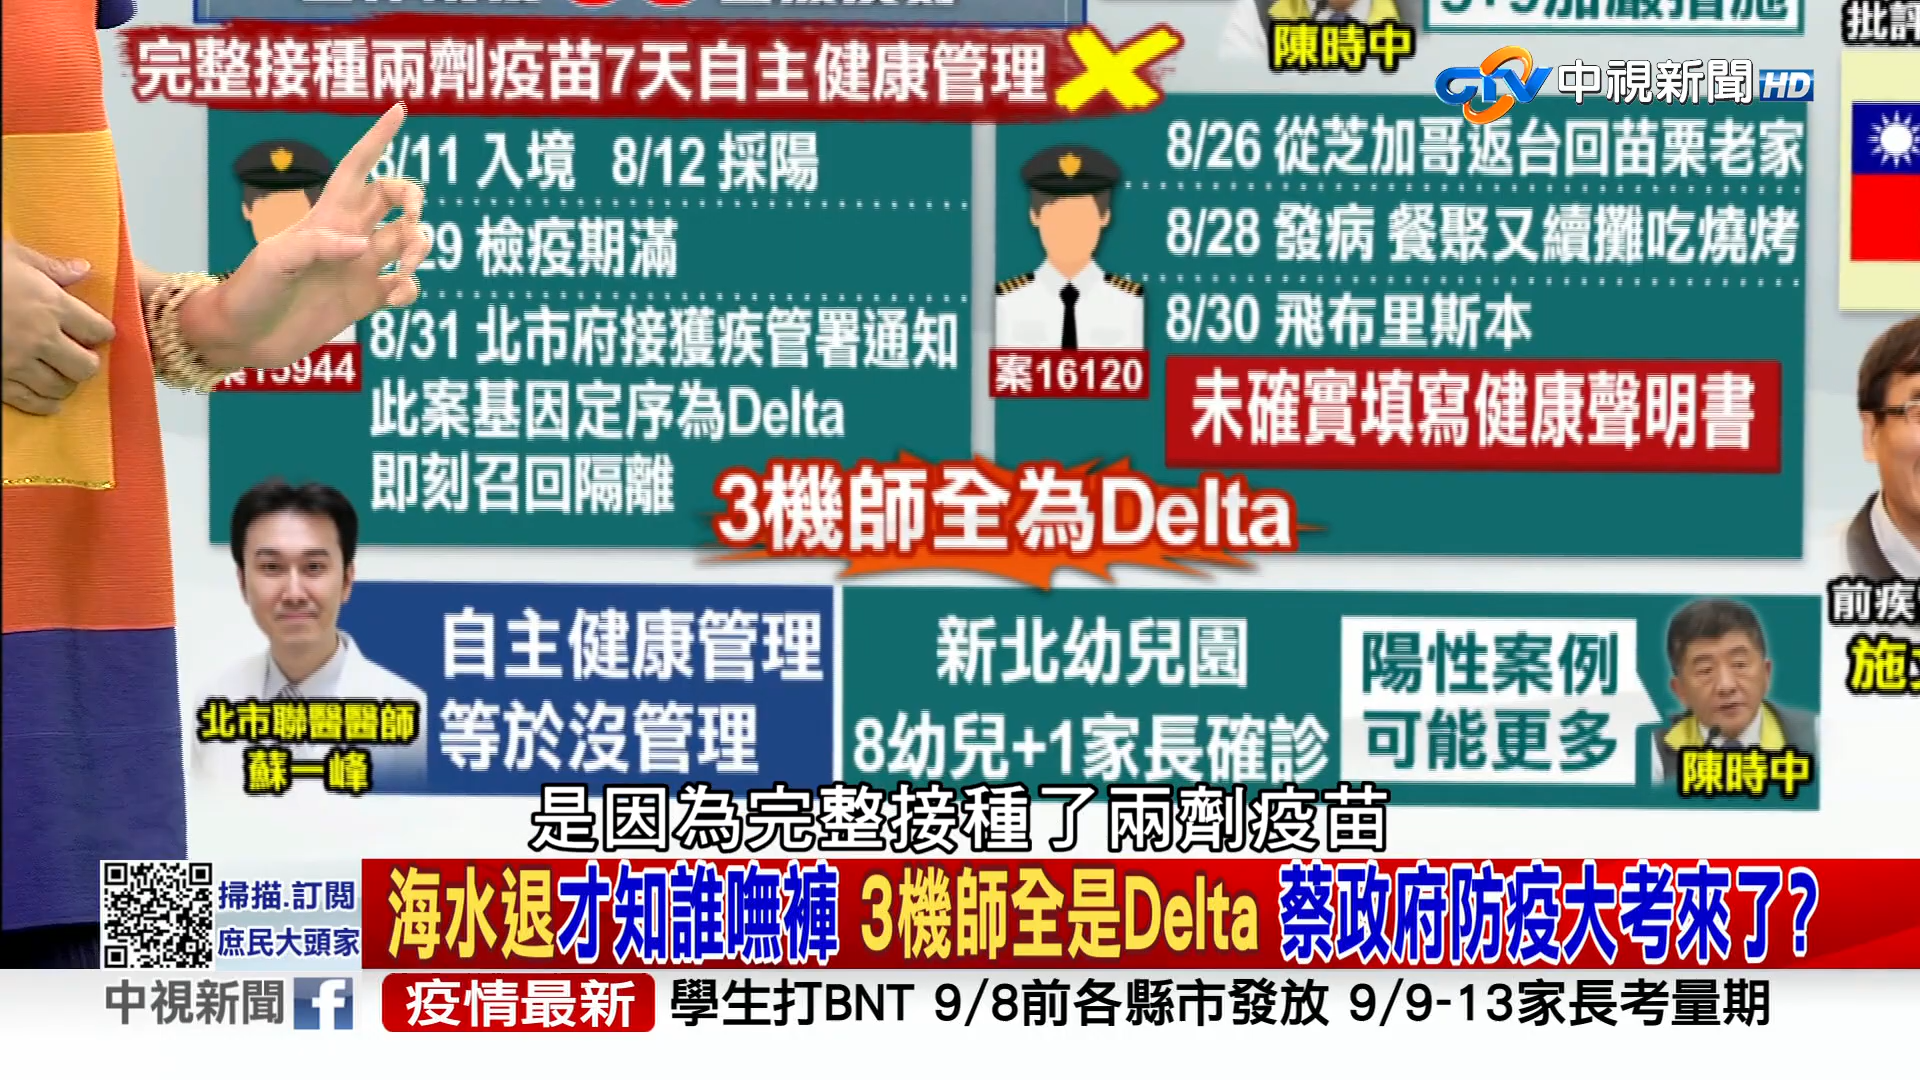 陳時中
批評
CTV中視新聞HD
完整接種兩劑疫苗7天自主健康管理
8/11 入境 8/12 採陽
29 檢疫期滿
8/31 北市府接獲疾管署通知
此案基因定序為Delta
即刻召回隔離
15944
8/26 從芝加哥返台回苗栗老家
8/28 發病 餐聚又續攤吃燒烤
8/30 飛布里斯本
案16120
未確實填寫健康聲明書
3機師全為Delta
北市聯醫醫師
蘇一峰
自主健康管理
等於沒管理
新北幼兒園
8幼兒+1家長確診
陽性案例
可能更多
陳時中
前疾
施
是因為完整接種了兩劑疫苗
掃描.訂閱
庶民大頭家
海水退才知誰嘸褲 3機師全是Delta 蔡政府防疫大考來了?
中視新聞 f
疫情最新 學生打BNT 9/8前各縣市發放 9/9-13家長考量期